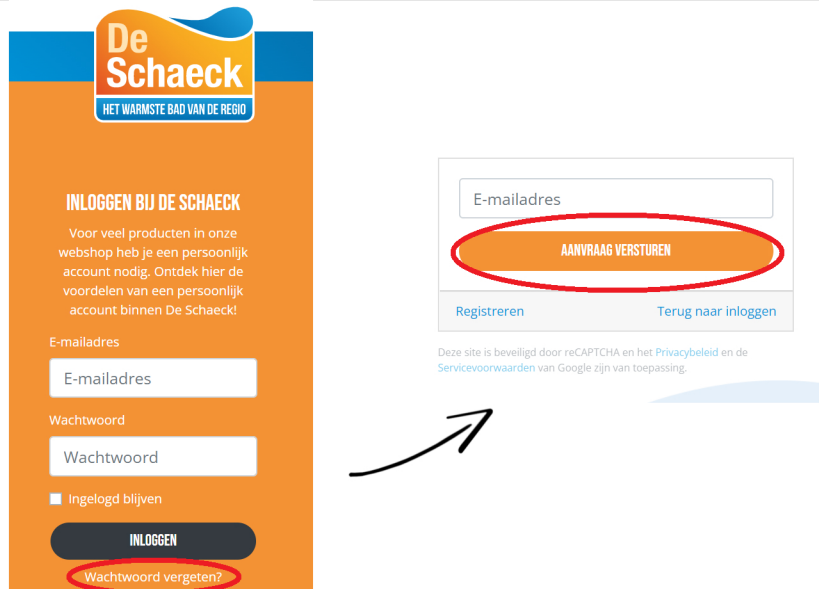 De
Schaeck
HET WARMSTE BAD VAN DE REGIO
INLOGGEN BIJ DE SCHAECK
Voor veel producten in onze
webshop heb je een persoonlijk
account nodig. Ontdek hier de
voordelen van een persoonlijk
account binnen De Schaeck!
E-mailadres
E-mailadres
Wachtwoord
Wachtwoord
Ingelogd blijven
INLOGGEN
Wachtwoord vergeten?
E-mailadres
AANVRAAG VERSTUREN
Registreren
Terug naar inloggen
Deze site is beveiligd door reCAPTCHA en het Privacybeleid en de
Servicevoorwaarden van Google zijn van toepassing.